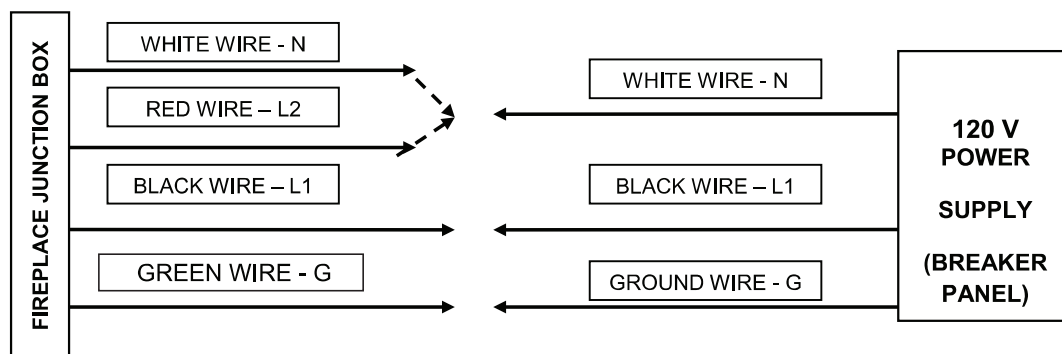 FIREPLACE JUNCTION BOX
WHITE WIRE - N
RED WIRE – L2
BLACK WIRE – L1
GREEN WIRE - G
WHITE WIRE - N
BLACK WIRE – L1
GROUND WIRE - G
120 V
POWER
SUPPLY
(BREAKER
PANEL)